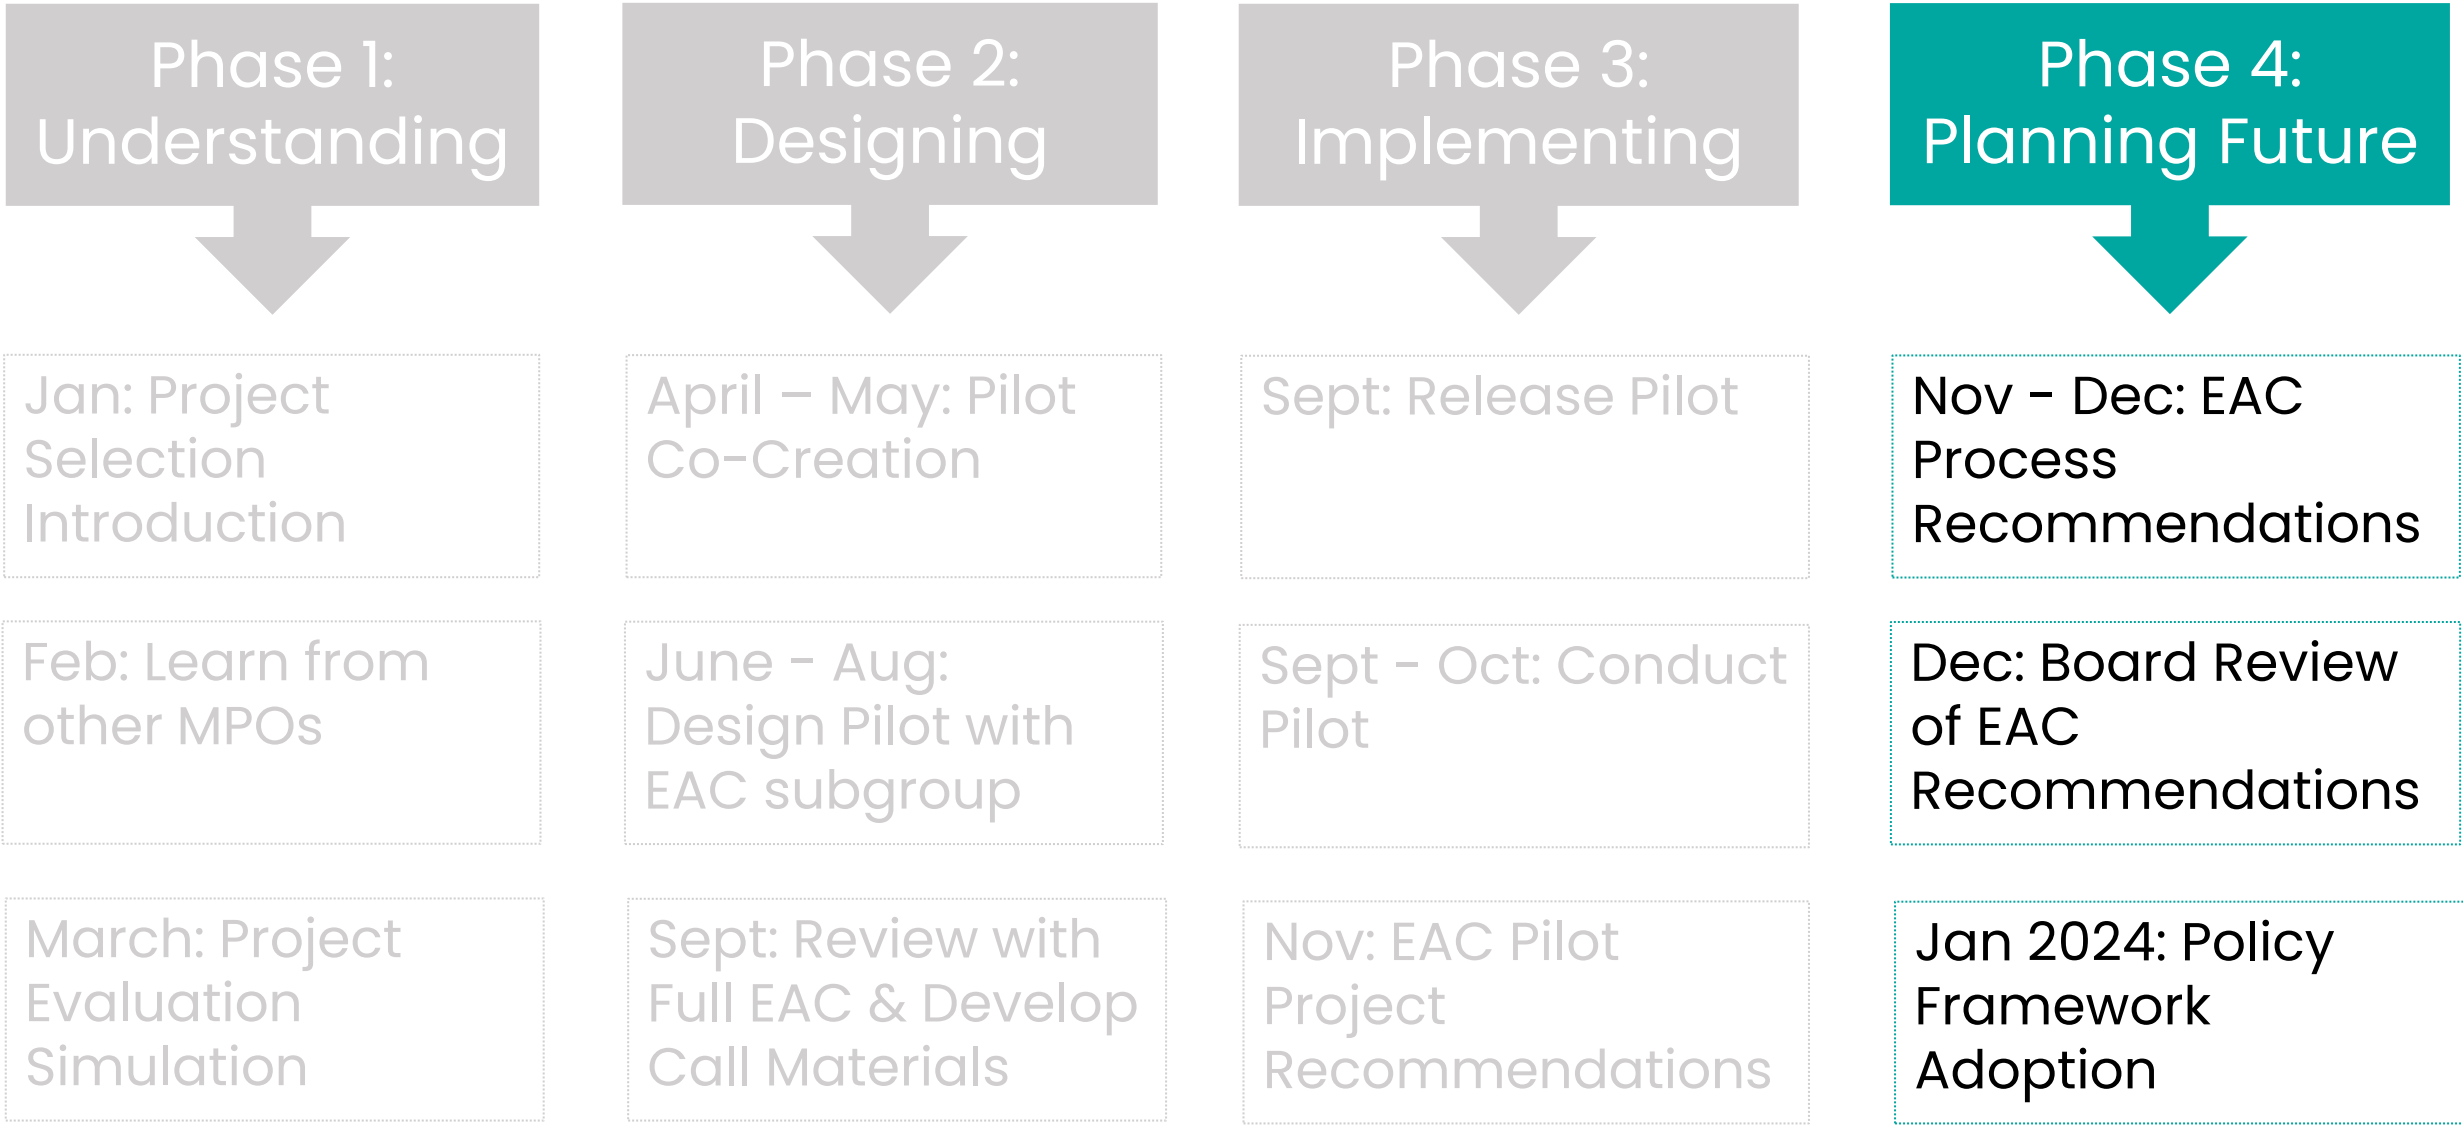 Phase 1:
Understanding
Phase 2:
Designing
Phase 3:
Implementing
Phase 4:
Planning Future
Jan: Project
Selection
Introduction
April – May: Pilot
Co-Creation
Sept: Release Pilot
Nov - Dec: EAC
Process
Recommendations
Feb: Learn from
other MPOs
June - Aug:
Design Pilot with
EAC subgroup
Sept - Oct: Conduct
Pilot
Dec: Board Review
of EAC
Recommendations
March: Project
Evaluation
Simulation
Sept: Review with
Full EAC & Develop
Call Materials
Nov: EAC Pilot
Project
Recommendations
Jan 2024: Policy
Framework
Adoption